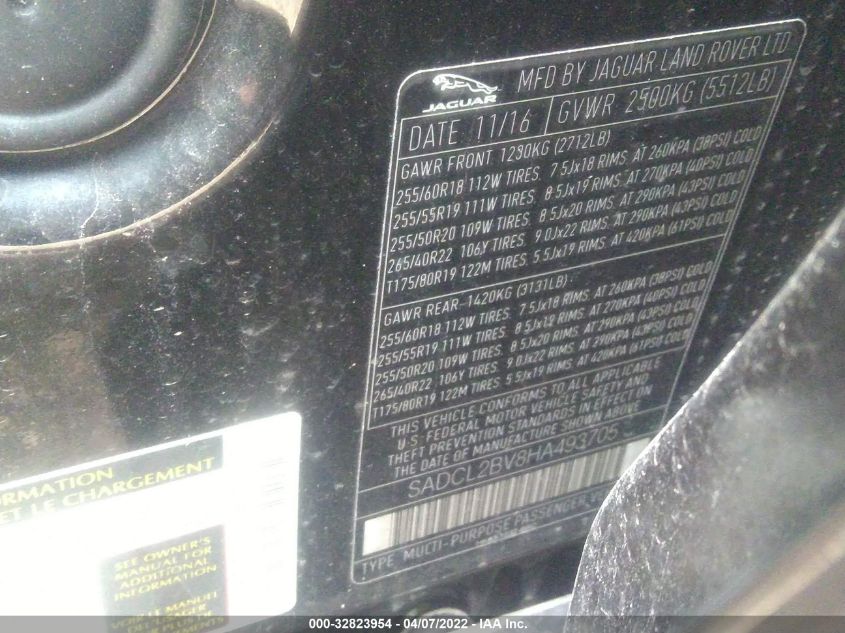 JAGUAR
MFD BY JAGUAR LAND ROVER LTD
DATE 11/16
GVWR 2500KG (5512LB)
GAWR FRONT 1230KG (2712LB)
255/60R18 112W TIRES. 7.5Jx18 RIMS. AT 260KPA (38PSI) COLD
255/55R19 111W TIRES. 8.5Jx19 RIMS. AT 270KPA (40PSI) COLD
255/50R20 109W TIRES. 8.5Jx20 RIMS. AT 290KPA (43PSI) COLD
265/40R22 106Y TIRES. 9.0Jx22 RIMS. AT 290KPA (43PSI) COLD
T175/80R19 122M TIRES. 5.5Jx19 RIMS. AT 420KPA (61PSI) COLD
GAWR REAR 1420KG (3131LB)
255/60R18 112W TIRES. 7.5Jx18 RIMS. AT 260KPA (38PSI) COLD
255/55R19 111W TIRES. 8.5Jx19 RIMS. AT 270KPA (40PSI) COLD
255/50R20 109W TIRES. 8.5Jx20 RIMS. AT 290KPA (43PSI) COLD
265/40R22 106Y TIRES. 9.0Jx22 RIMS. AT 290KPA (43PSI) COLD
T175/80R19 122M TIRES. 5.5Jx19 RIMS. AT 420KPA (61PSI) COLD
THIS VEHICLE CONFORMS TO ALL APPLICABLE
U.S. FEDERAL MOTOR VEHICLE SAFETY AND
THEFT PREVENTION STANDARDS IN EFFECT ON
THE DATE OF MANUFACTURE SHOWN ABOVE
SADCL2BV8HA493705
TYPE MULTI-PURPOSE PASSENGER
ET LE CHARGEMENT
SEE OWNER'S
MANUAL FOR
ADDITIONAL
INFORMATION
MANUEL
DE L'USAGER
PLUS DE
000-32823954 - 04/07/2022 - IAA Inc.